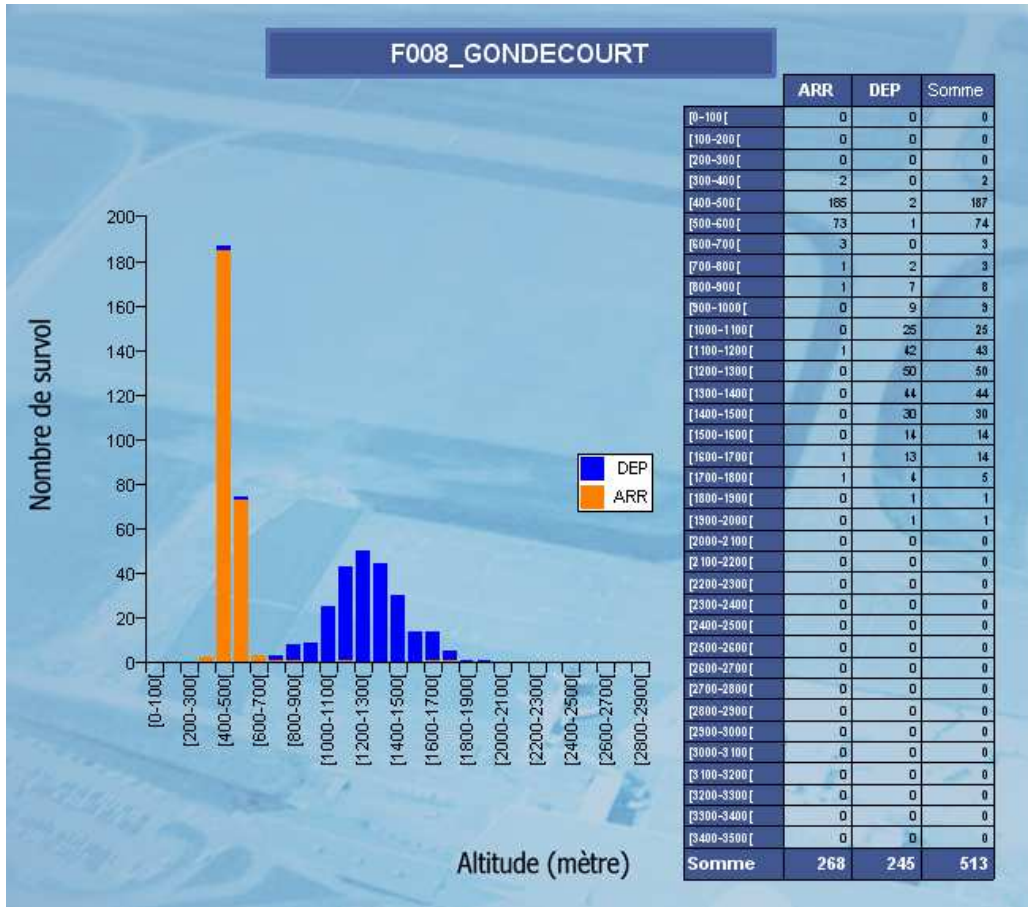 F008_GONDECOURT
ARR DEP Somme
[0-100[ 0 0 0
[100-200[ 0 0 0
[200-300[ 0 0 0
[300-400[ 2 0 2
[400-500[ 185 2 187
[500-600[ 73 1 74
[600-700[ 3 0 3
[700-800[ 1 2 3
[800-900[ 1 7 8
[900-1000[ 0 9 9
[1000-1100[ 0 25 25
[1100-1200[ 1 42 43
[1200-1300[ 0 50 50
[1300-1400[ 0 44 44
[1400-1500[ 0 30 30
[1500-1600[ 0 14 14
[1600-1700[ 1 13 14
[1700-1800[ 1 4 5
[1800-1900[ 0 1 1
[1900-2000[ 0 1 1
[2000-2100[ 0 0 0
[2100-2200[ 0 0 0
[2200-2300[ 0 0 0
[2300-2400[ 0 0 0
[2400-2500[ 0 0 0
[2500-2600[ 0 0 0
[2600-2700[ 0 0 0
[2700-2800[ 0 0 0
[2800-2900[ 0 0 0
[2900-3000[ 0 0 0
[3000-3100[ 0 0 0
[3100-3200[ 0 0 0
[3200-3300[ 0 0 0
[3300-3400[ 0 0 0
[3400-3500[ 0 0 0
Somme 268 245 513
Nombre de survol
200
180
160
140
120
100
80
60
40
20
0
DEP
ARR
[0-100[
[200-300[
[400-500[
[600-700[
[800-900[
[1000-1100[
[1200-1300[
[1400-1500[
[1600-1700[
[1800-1900[
[2000-2100[
[2200-2300[
[2400-2500[
[2600-2700[
[2800-2900[
Altitude (mètre)